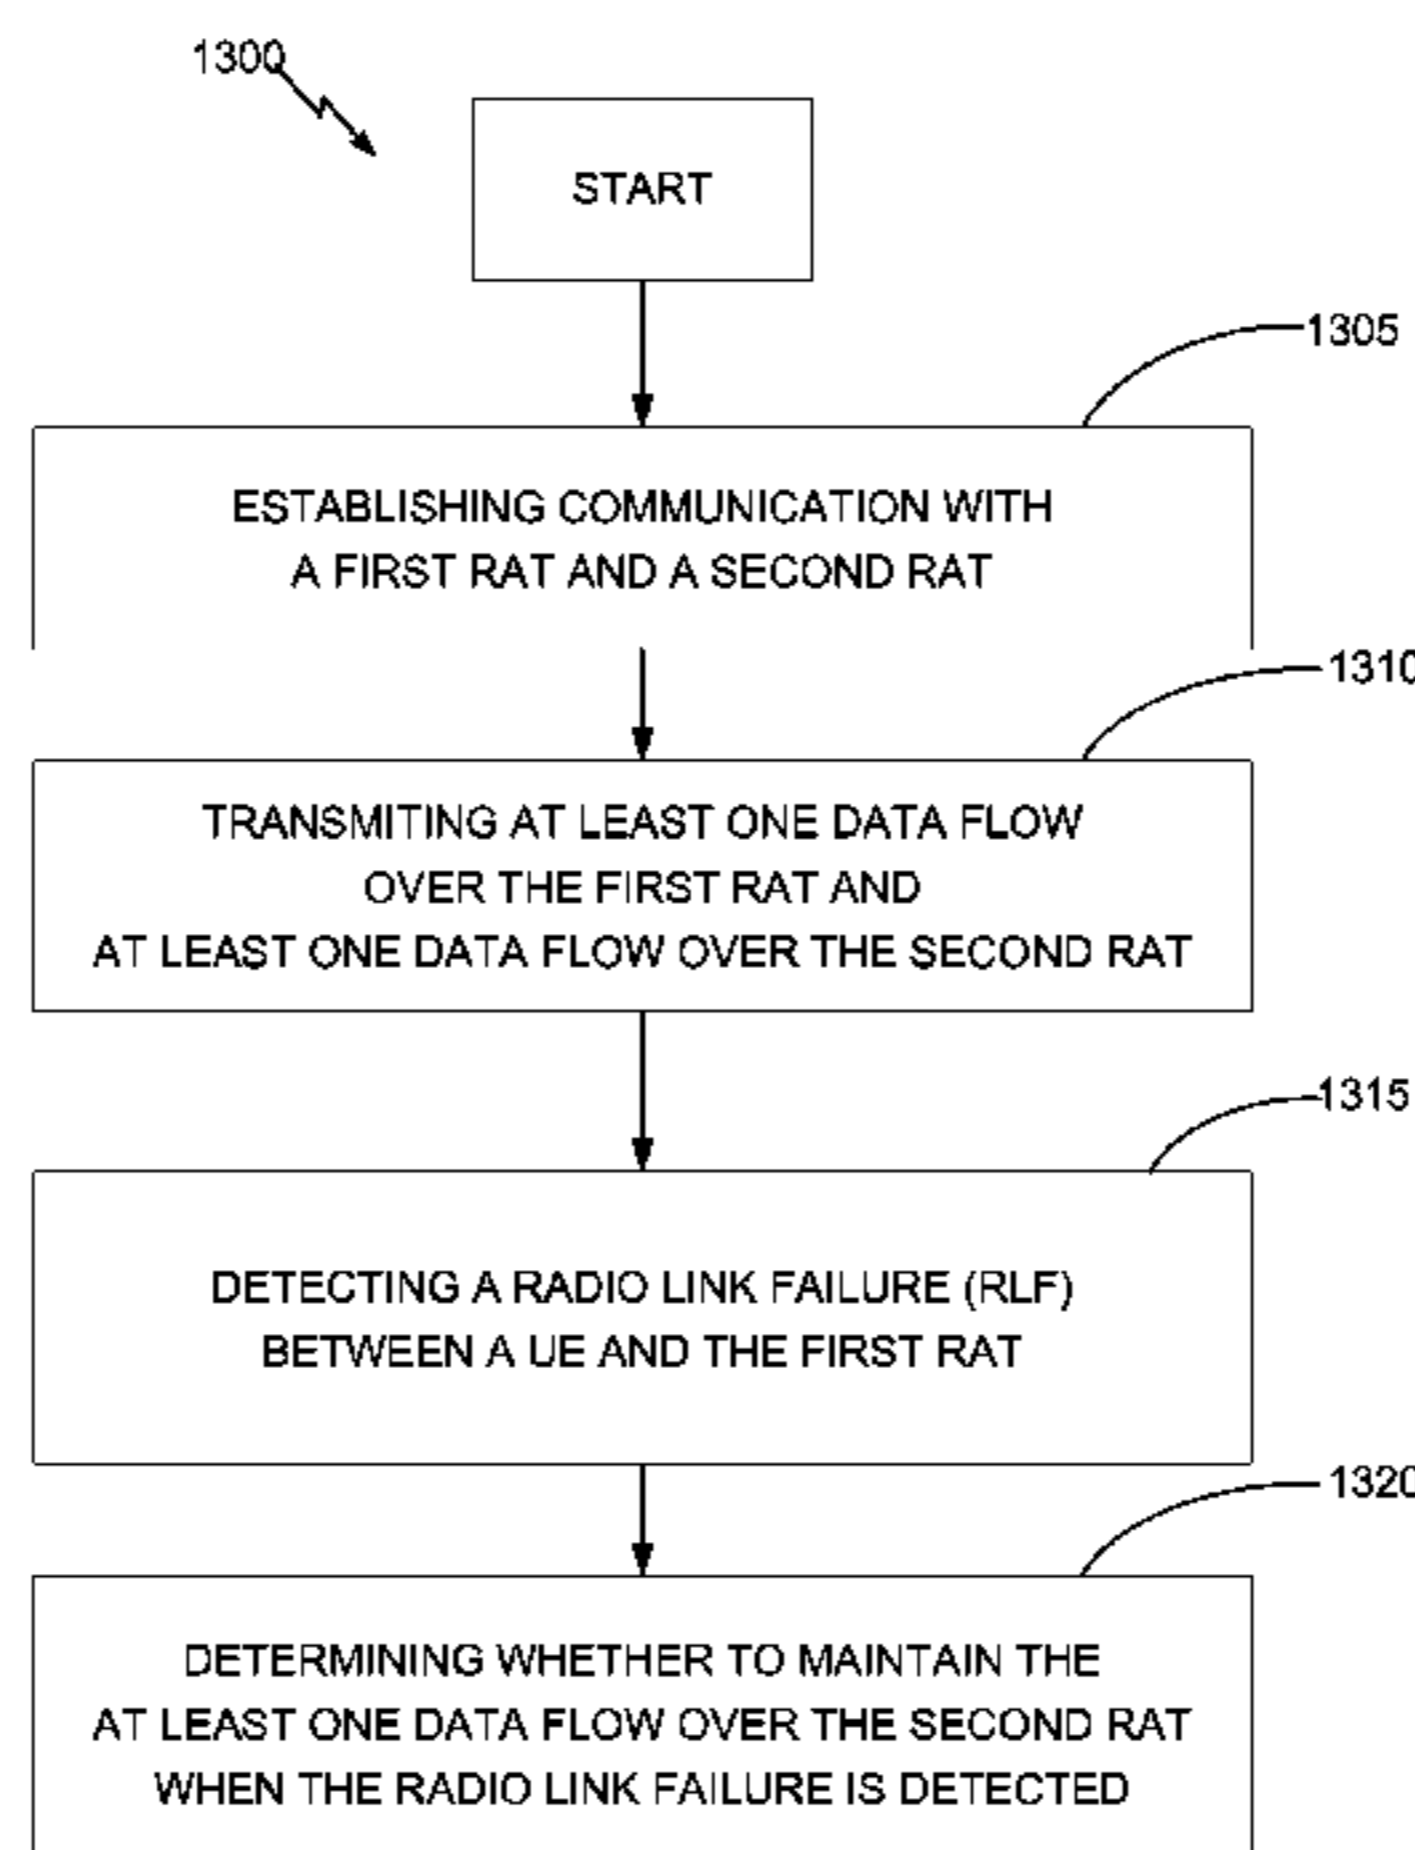 1300
START
1305
ESTABLISHING COMMUNICATION WITH
A FIRST RAT AND A SECOND RAT
1310
TRANSMITING AT LEAST ONE DATA FLOW
OVER THE FIRST RAT AND
AT LEAST ONE DATA FLOW OVER THE SECOND RAT
1315
DETECTING A RADIO LINK FAILURE (RLF)
BETWEEN A UE AND THE FIRST RAT
1320
DETERMINING WHETHER TO MAINTAIN THE
AT LEAST ONE DATA FLOW OVER THE SECOND RAT
WHEN THE RADIO LINK FAILURE IS DETECTED